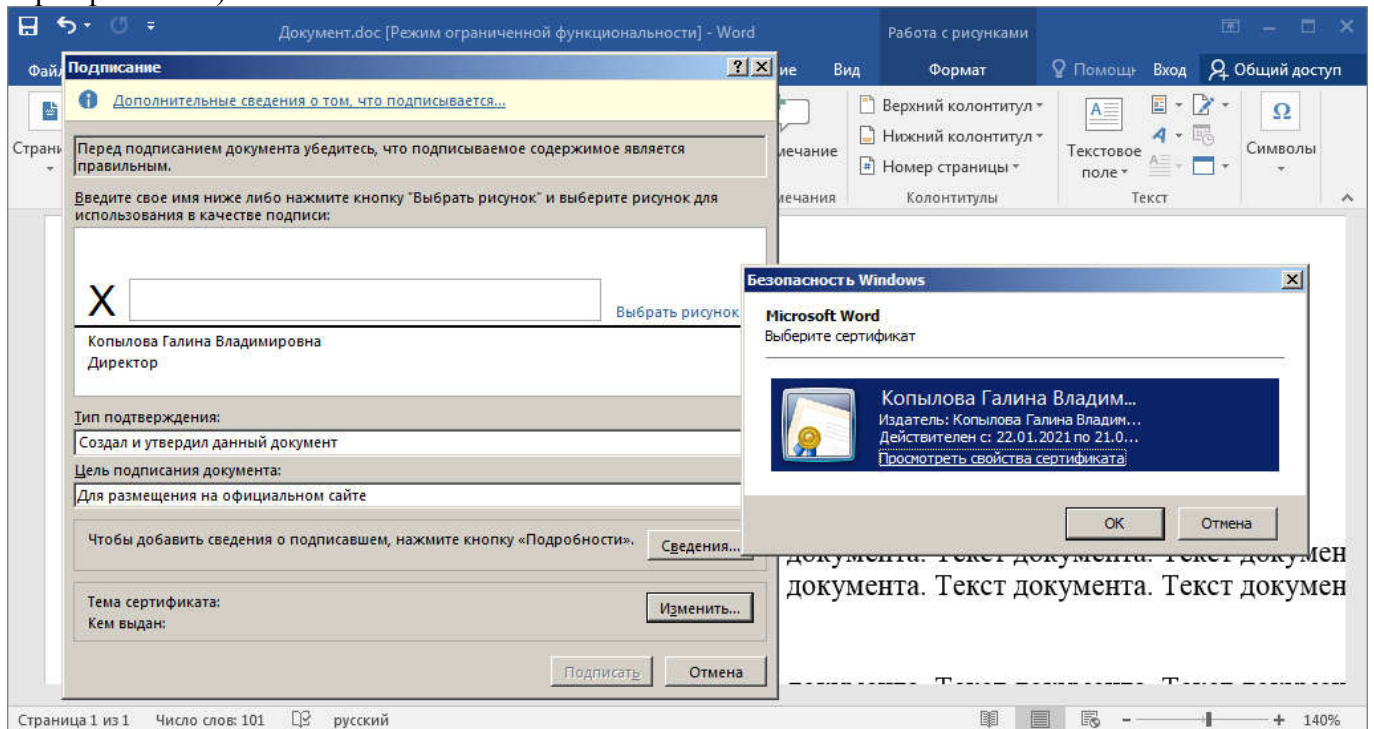 Документ.doc [Режим ограниченной функциональности] - Word
Работа с рисунками
Файл
ие
Вид
Формат
Помощь
Вход
Общий доступ
Подписание
Дополнительные сведения о том, что подписывается...
Перед подписанием документа убедитесь, что подписываемое содержимое является
правильным.
Введите свое имя ниже либо нажмите кнопку "Выбрать рисунок" и выберите рисунок для
использования в качестве подписи:
X
Выбрать рисунок
Копылова Галина Владимировна
Директор
Тип подтверждения:
Создал и утвердил данный документ
Цель подписания документа:
Для размещения на официальном сайте
Чтобы добавить сведения о подписавшем, нажмите кнопку «Подробности».
Сведения...
Тема сертификата:
Кем выдан:
Изменить...
Подписать
Отмена
Страни
мечание
мечания
Верхний колонтитул
Нижний колонтитул
Номер страницы
Колонтитулы
Текстовое
поле
Текст
Символы
Безопасность Windows
Microsoft Word
Выберите сертификат
Копылова Галина Владим...
Издатель: Копылова Галина Владим...
Действителен с: 22.01.2021 по 21.0...
Просмотреть свойства сертификата
ОК
Отмена
документа. Текст документа. Текст докумен
документа. Текст документа. Текст докумен
Страница 1 из 1
Число слов: 101
русский
140%